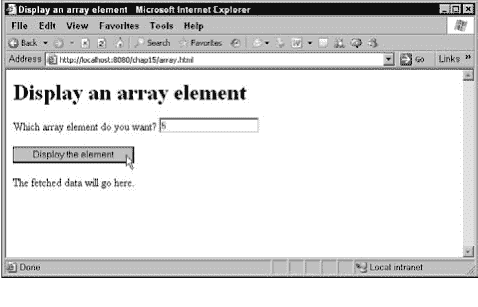 Display an array element - Microsoft Internet Explorer
File Edit View Favorites Tools Help
Back Search Favorites
Address http://localhost:8080/chap15/array.html Go Links »
Display an array element
Which array element do you want? 5
Display the element
The fetched data will go here.
Done Local intranet